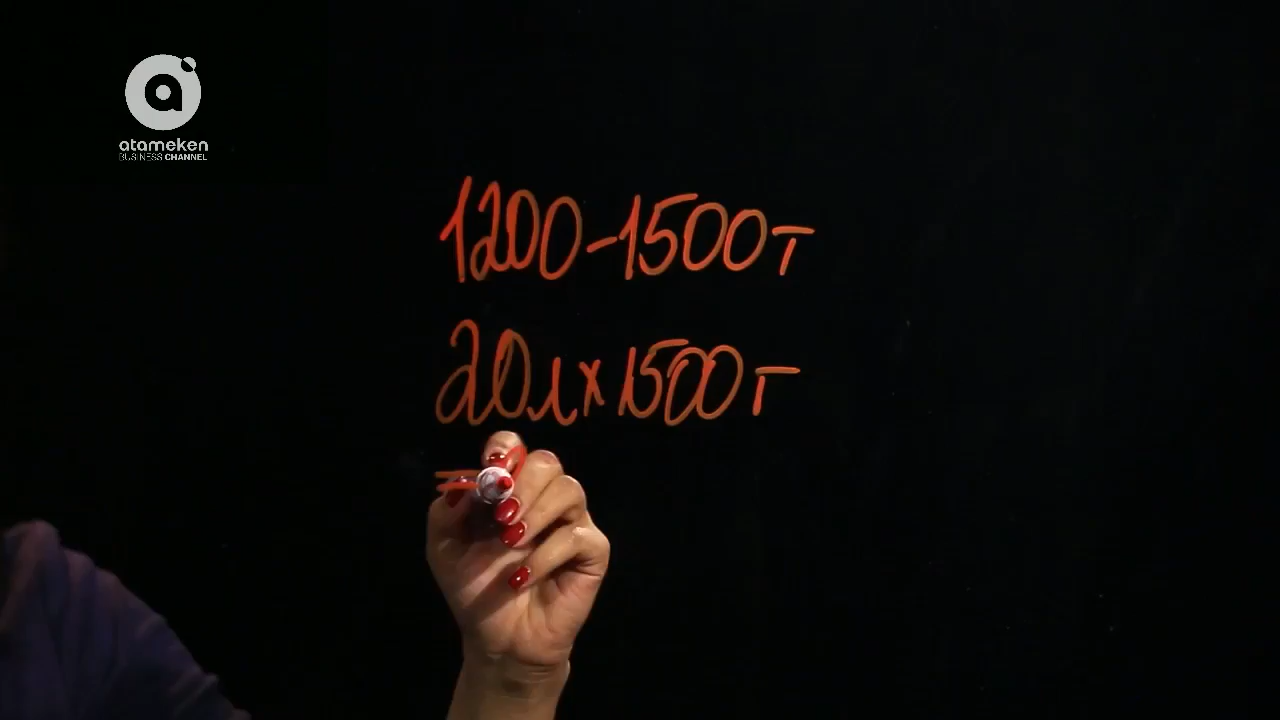 atameken
BUSINESS CHANNEL
1200-1500т
20л x 1500т
=